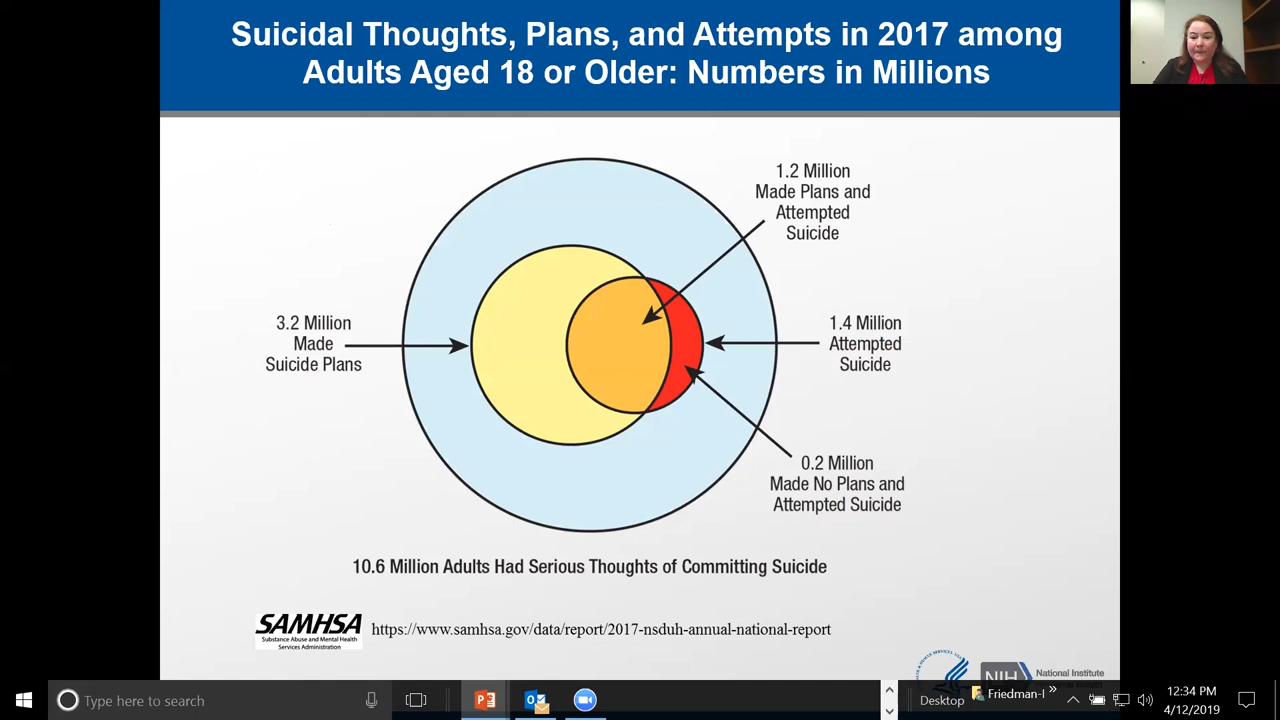 Suicidal Thoughts, Plans, and Attempts in 2017 among
Adults Aged 18 or Older: Numbers in Millions
1.2 Million
Made Plans and
Attempted
Suicide
3.2 Million
Made
Suicide Plans
1.4 Million
Attempted
Suicide
0.2 Million
Made No Plans and
Attempted Suicide
10.6 Million Adults Had Serious Thoughts of Committing Suicide
SAMHSA
Substance Abuse and Mental Health
Services Administration
https://www.samhsa.gov/data/report/2017-nsduh-annual-national-report
NIH
National Institute
Type here to search
Desktop
Friedman-I
12:34 PM
4/12/2019